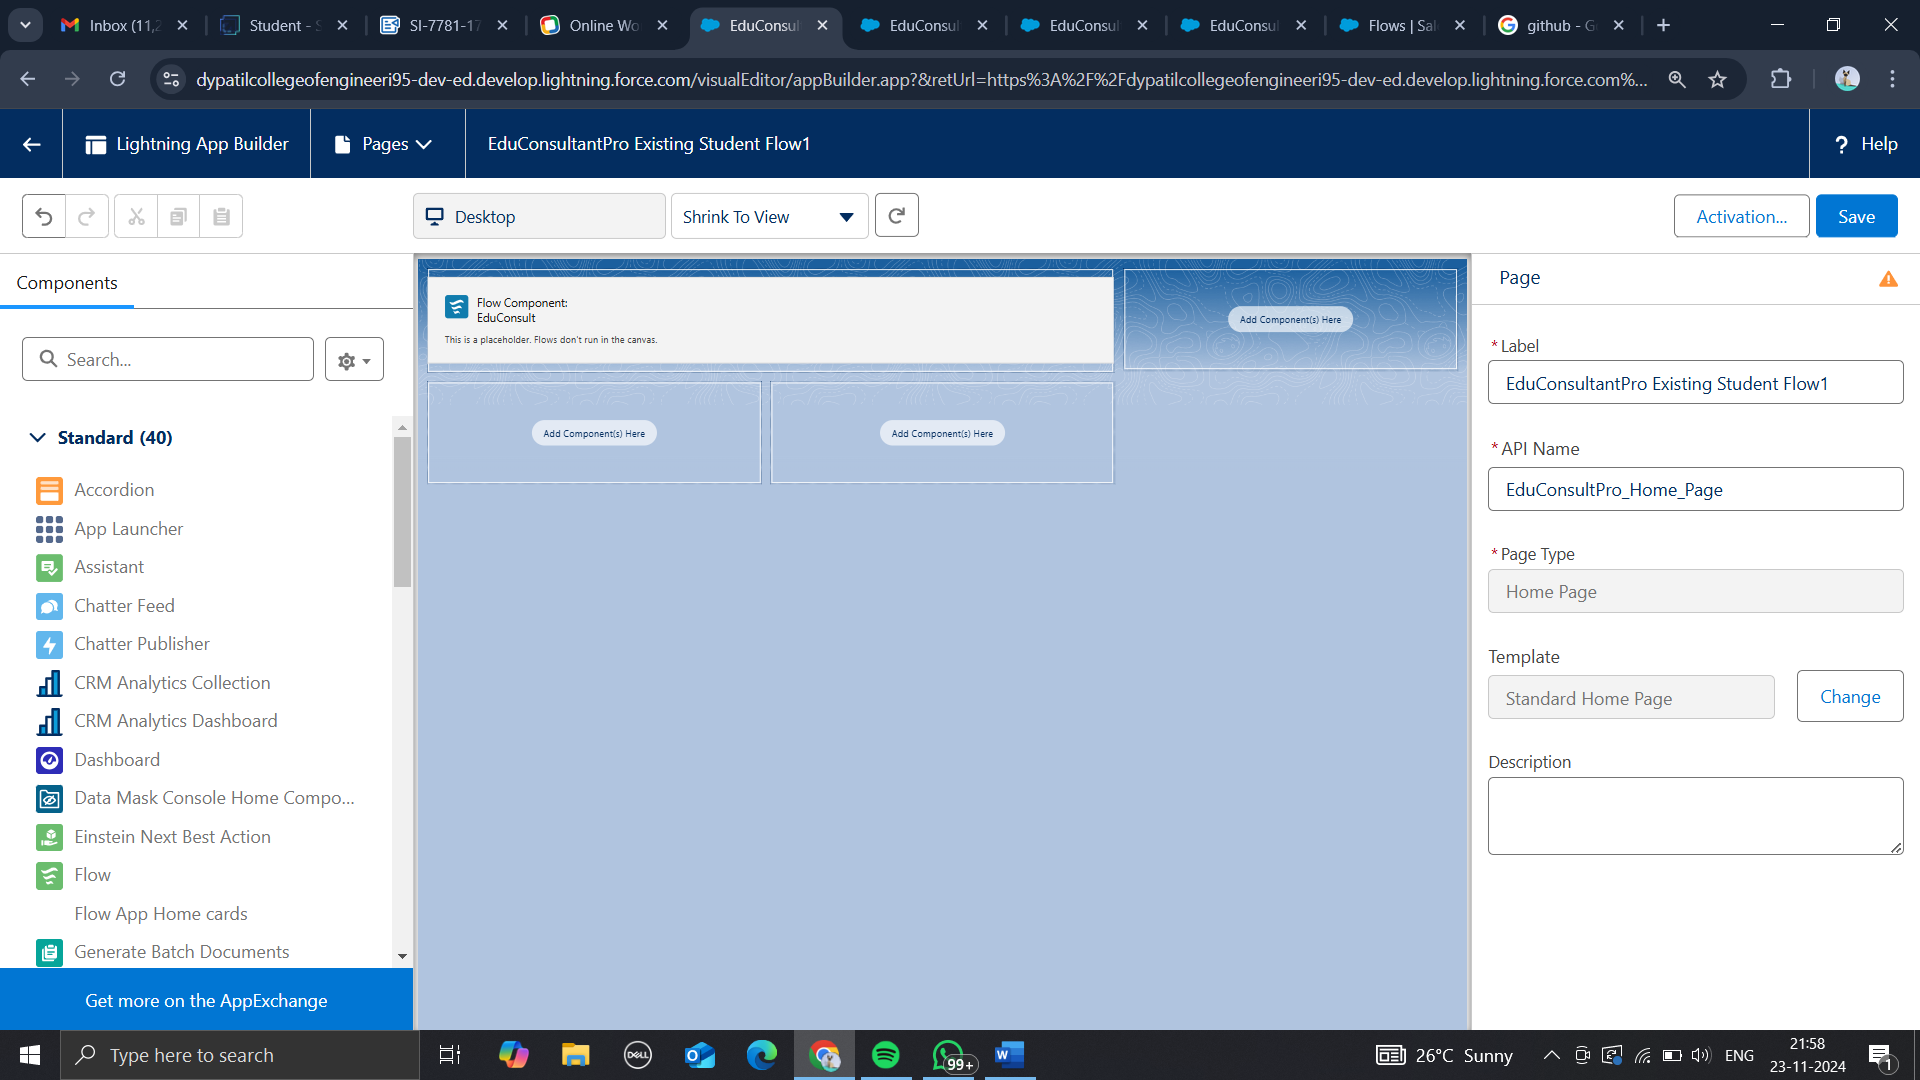 Inbox (11,2
Student - S
SI-7781-17
Online Wo
EduConsul
EduConsul
EduConsul
EduConsul
Flows | Sal
github - G
dypatilcollegeofengineeri95-dev-ed.develop.lightning.force.com/visualEditor/appBuilder.app?&retUrl=https%3A%2F%2Fdypatilcollegeofengineeri95-dev-ed.develop.lightning.force.com%...
Lightning App Builder
Pages
EduConsultantPro Existing Student Flow1
? Help
Desktop
Shrink To View
Activation...
Save
Components
Search...
Standard (40)
Accordion
App Launcher
Assistant
Chatter Feed
Chatter Publisher
CRM Analytics Collection
CRM Analytics Dashboard
Dashboard
Data Mask Console Home Compo...
Einstein Next Best Action
Flow
Flow App Home cards
Generate Batch Documents
Get more on the AppExchange
Flow Component:
EduConsult
This is a placeholder. Flows don't run in the canvas.
Add Component(s) Here
Add Component(s) Here
Add Component(s) Here
Page
*Label
EduConsultantPro Existing Student Flow1
*API Name
EduConsultPro_Home_Page
*Page Type
Home Page
Template
Standard Home Page
Change
Description
Type here to search
DELL
99+
26°C Sunny
ENG
21:58
23-11-2024
1